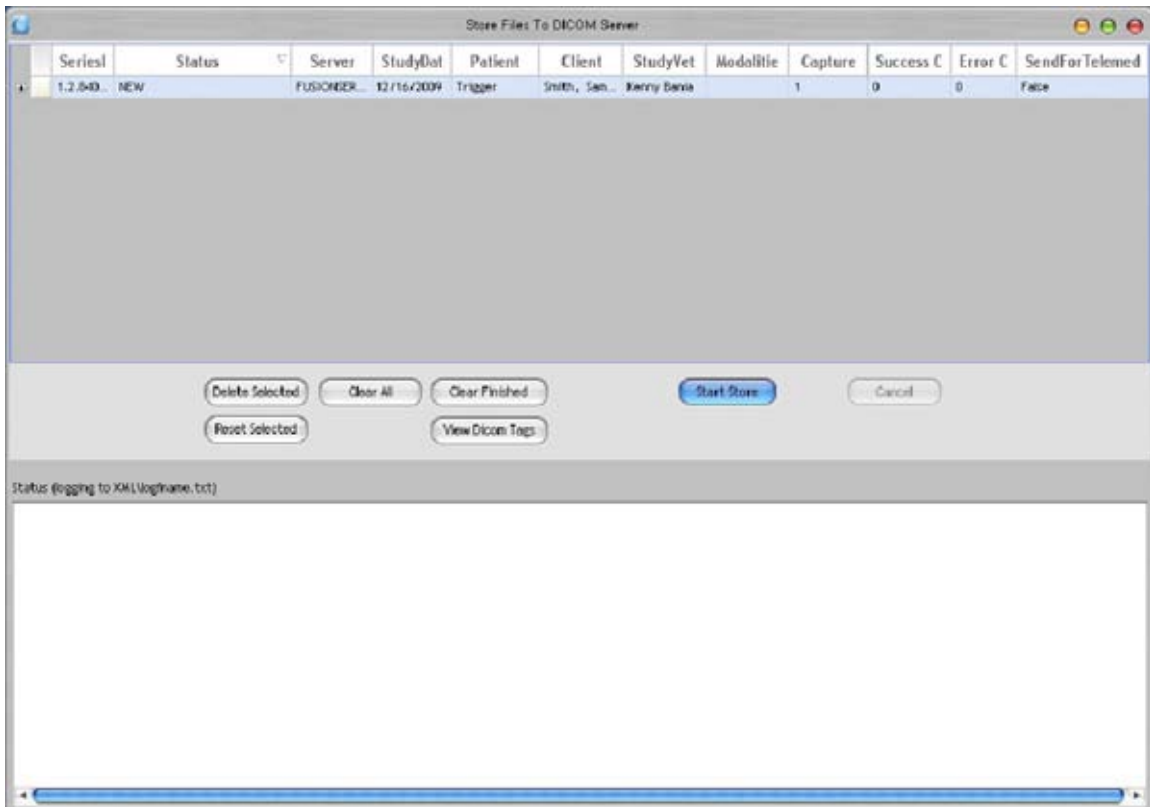 Store Files To DICOM Server
SeriesI Status Server StudyDat Patient Client StudyVet Modalitie Capture Success C Error C SendForTelemed
1.2.840... NEW FUSIONSER... 12/16/2009 Trigger Smith, Sam... Kenny Bania 1 0 0 False
Delete Selected Clear All Clear Finished Start Store Cancel
Reset Selected View Dicom Tags
Status (logging to XML\logfname.txt)